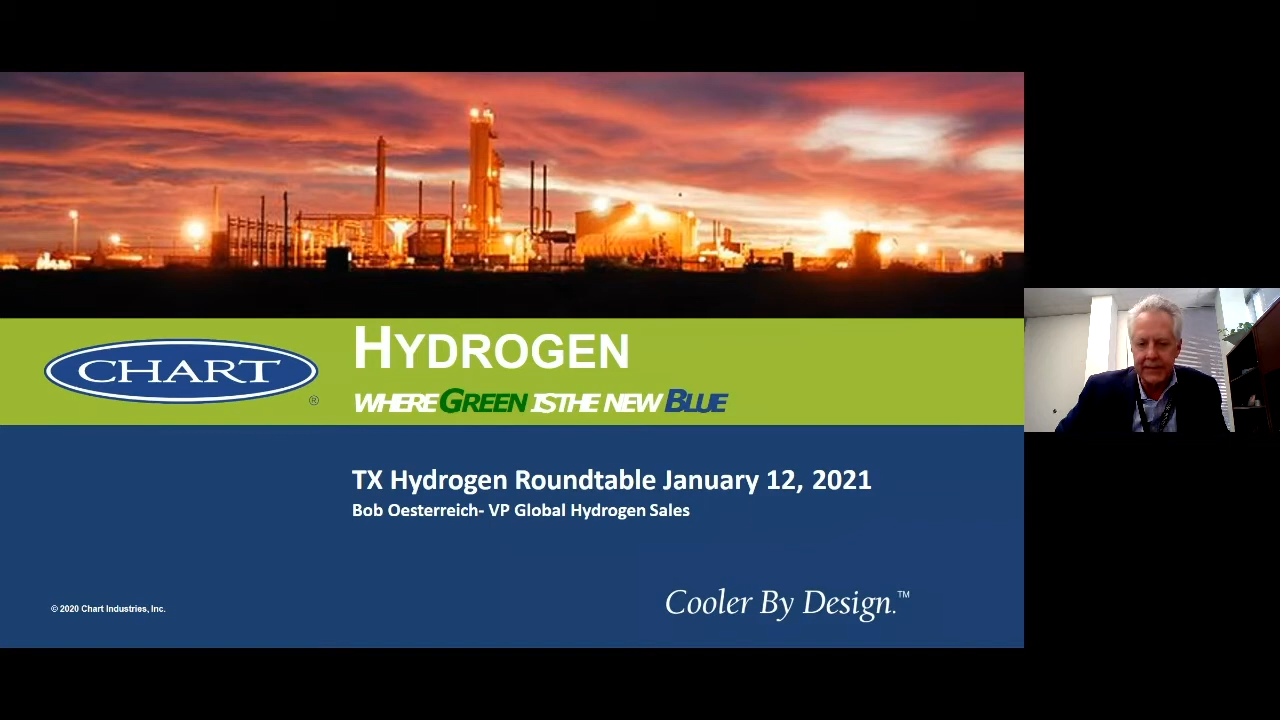 HYDROGEN
CHART
®
WHERE GREEN IS THE NEW BLUE
TX Hydrogen Roundtable January 12, 2021
Bob Oesterreich- VP Global Hydrogen Sales
© 2020 Chart Industries, Inc.
Cooler By Design.™